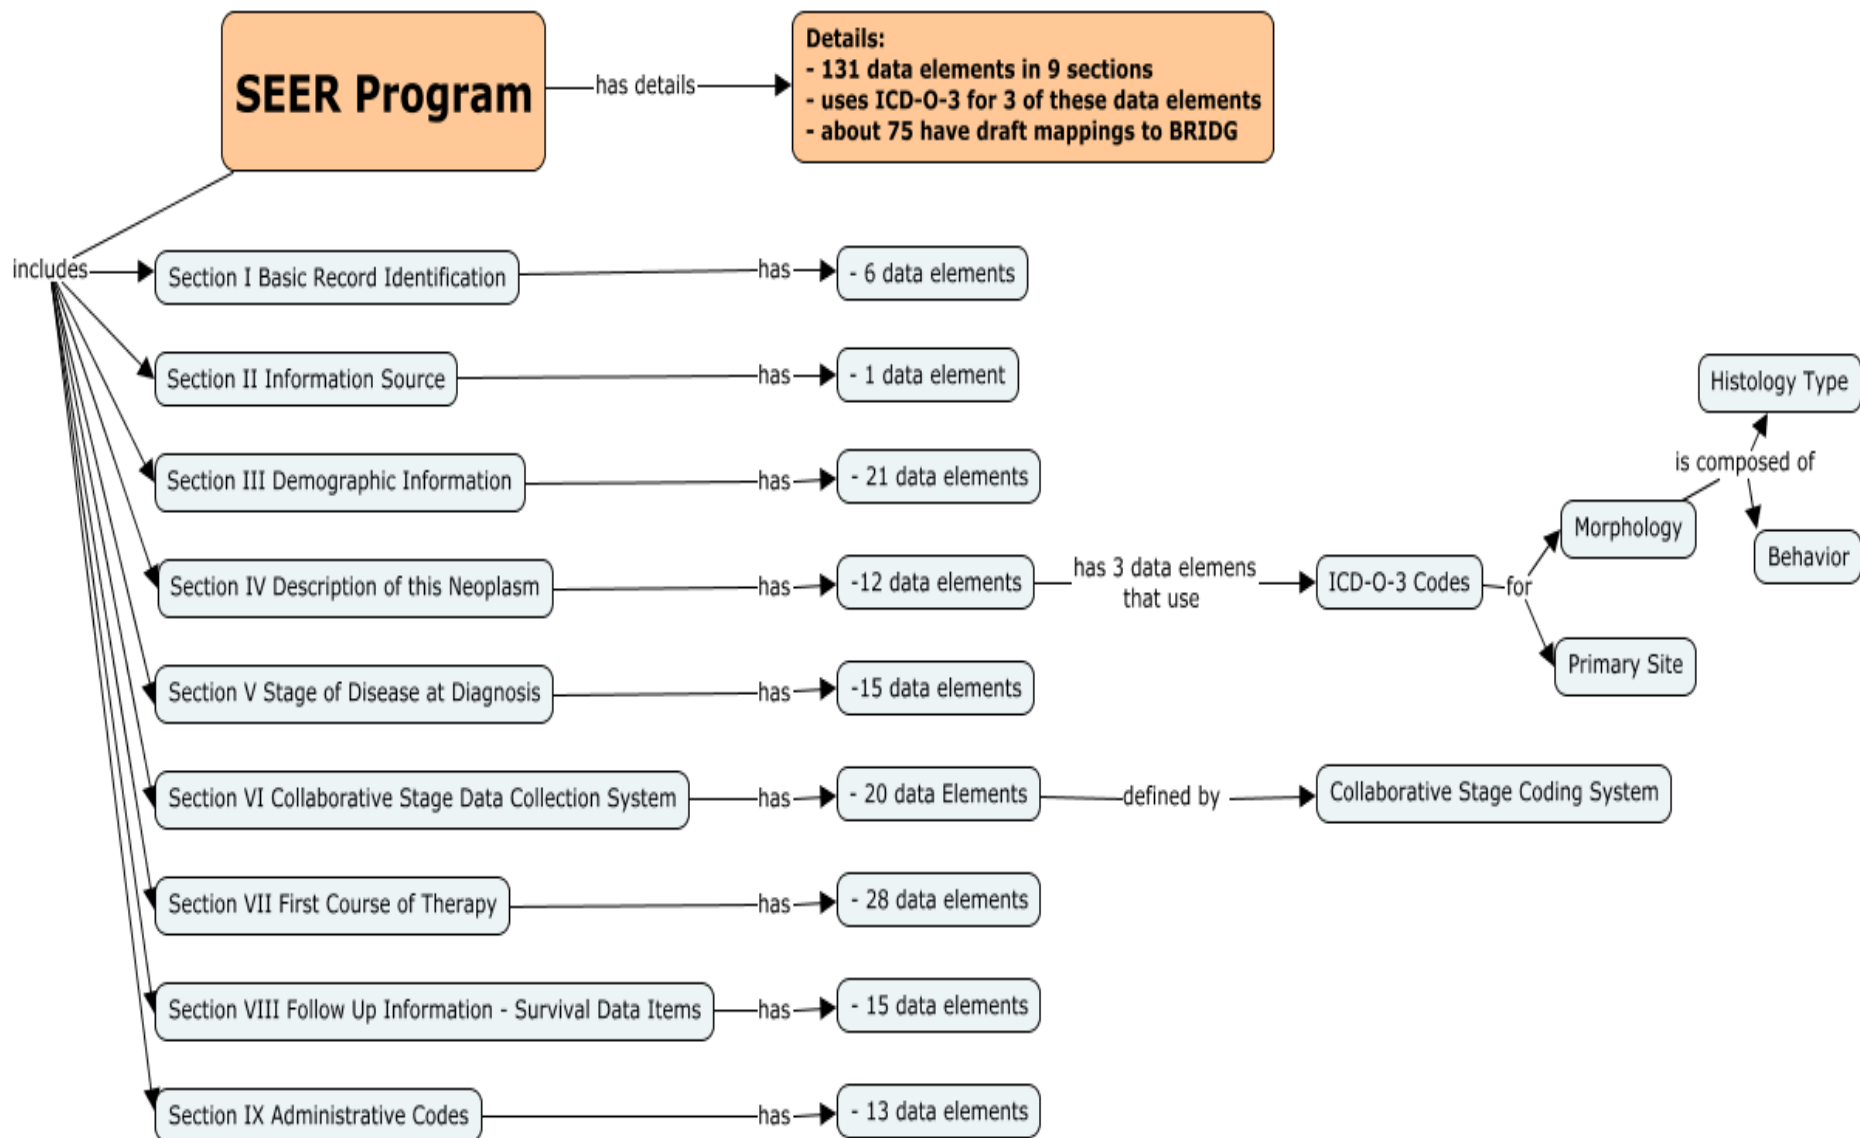 SEER Program
has details
Details:
- 131 data elements in 9 sections
- uses ICD-O-3 for 3 of these data elements
- about 75 have draft mappings to BRIDG
includes
Section I Basic Record Identification
has
- 6 data elements
Section II Information Source
has
- 1 data element
Section III Demographic Information
has
- 21 data elements
Section IV Description of this Neoplasm
has
-12 data elements
has 3 data elemens
that use
ICD-O-3 Codes
for
Morphology
is composed of
Histology Type
Behavior
Primary Site
Section V Stage of Disease at Diagnosis
has
-15 data elements
Section VI Collaborative Stage Data Collection System
has
- 20 data Elements
defined by
Collaborative Stage Coding System
Section VII First Course of Therapy
has
- 28 data elements
Section VIII Follow Up Information - Survival Data Items
has
- 15 data elements
Section IX Administrative Codes
has
- 13 data elements